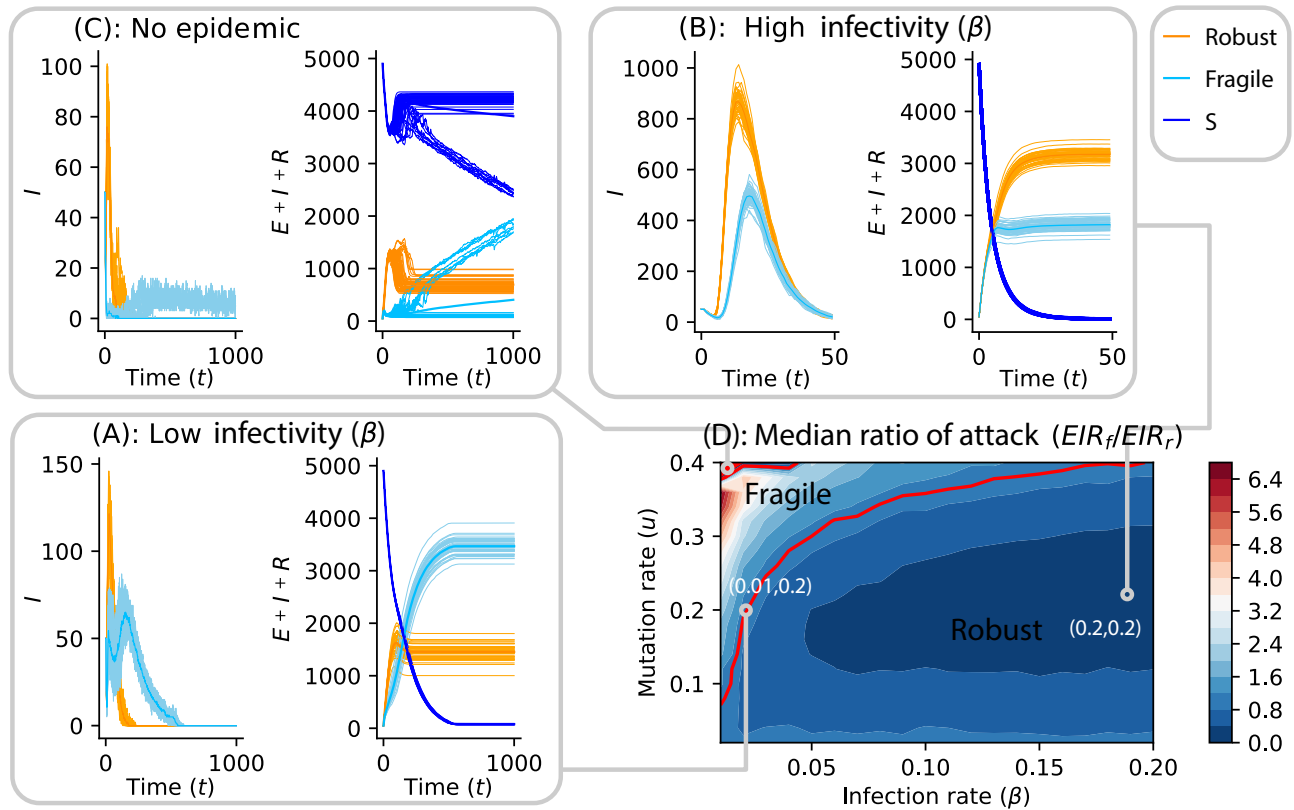 (C): No epidemic
I
100
80
60
40
20
0
0
1000
Time (t)
E + I + R
5000
4000
3000
2000
1000
0
0
1000
Time (t)
(B): High infectivity (β)
I
1000
800
600
400
200
0
0
50
Time (t)
E + I + R
5000
4000
3000
2000
1000
0
0
50
Time (t)
Robust
Fragile
S
(A): Low infectivity (β)
I
150
100
50
0
0
1000
Time (t)
E + I + R
5000
4000
3000
2000
1000
0
0
1000
Time (t)
(D): Median ratio of attack (EIRf/EIRr)
Mutation rate (u)
0.4
0.3
0.2
0.1
Fragile
(0.01,0.2)
Robust
(0.2,0.2)
0.05
0.10
0.15
0.20
Infection rate (β)
6.4
5.6
4.8
4.0
3.2
2.4
1.6
0.8
0.0